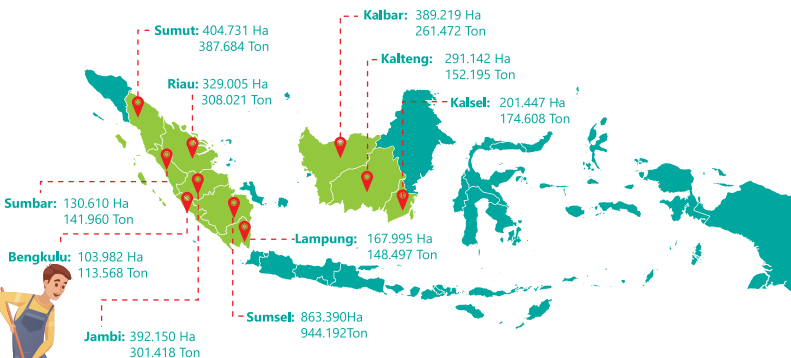 Sumut: 404.731 Ha
387.684 Ton
Riau: 329.005 Ha
308.021 Ton
Kalbar: 389.219 Ha
261.472 Ton
Kalteng: 291.142 Ha
152.195 Ton
Kalsel: 201.447 Ha
174.608 Ton
Sumbar: 130.610 Ha
141.960 Ton
Bengkulu: 103.982 Ha
113.568 Ton
Lampung: 167.995 Ha
148.497 Ton
Jambi: 392.150 Ha
301.418 Ton
Sumsel: 863.390Ha
944.192Ton